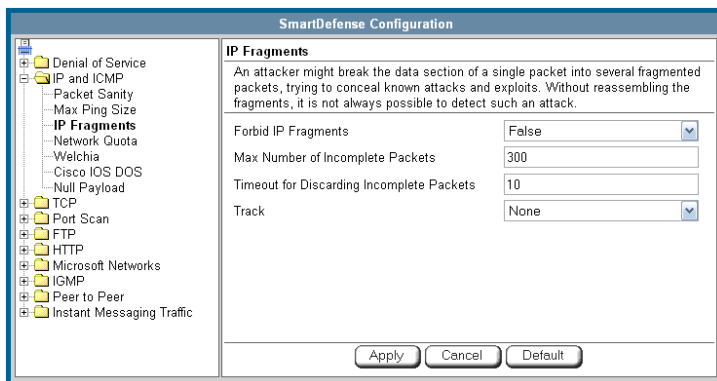 SmartDefense Configuration
Denial of Service
IP and ICMP
Packet Sanity
Max Ping Size
IP Fragments
Network Quota
Welchia
Cisco IOS DOS
Null Payload
TCP
Port Scan
FTP
HTTP
Microsoft Networks
IGMP
Peer to Peer
Instant Messaging Traffic
IP Fragments
An attacker might break the data section of a single packet into several fragmented
packets, trying to conceal known attacks and exploits. Without reassembling the
fragments, it is not always possible to detect such an attack.
Forbid IP Fragments False
Max Number of Incomplete Packets 300
Timeout for Discarding Incomplete Packets 10
Track None
Apply Cancel Default